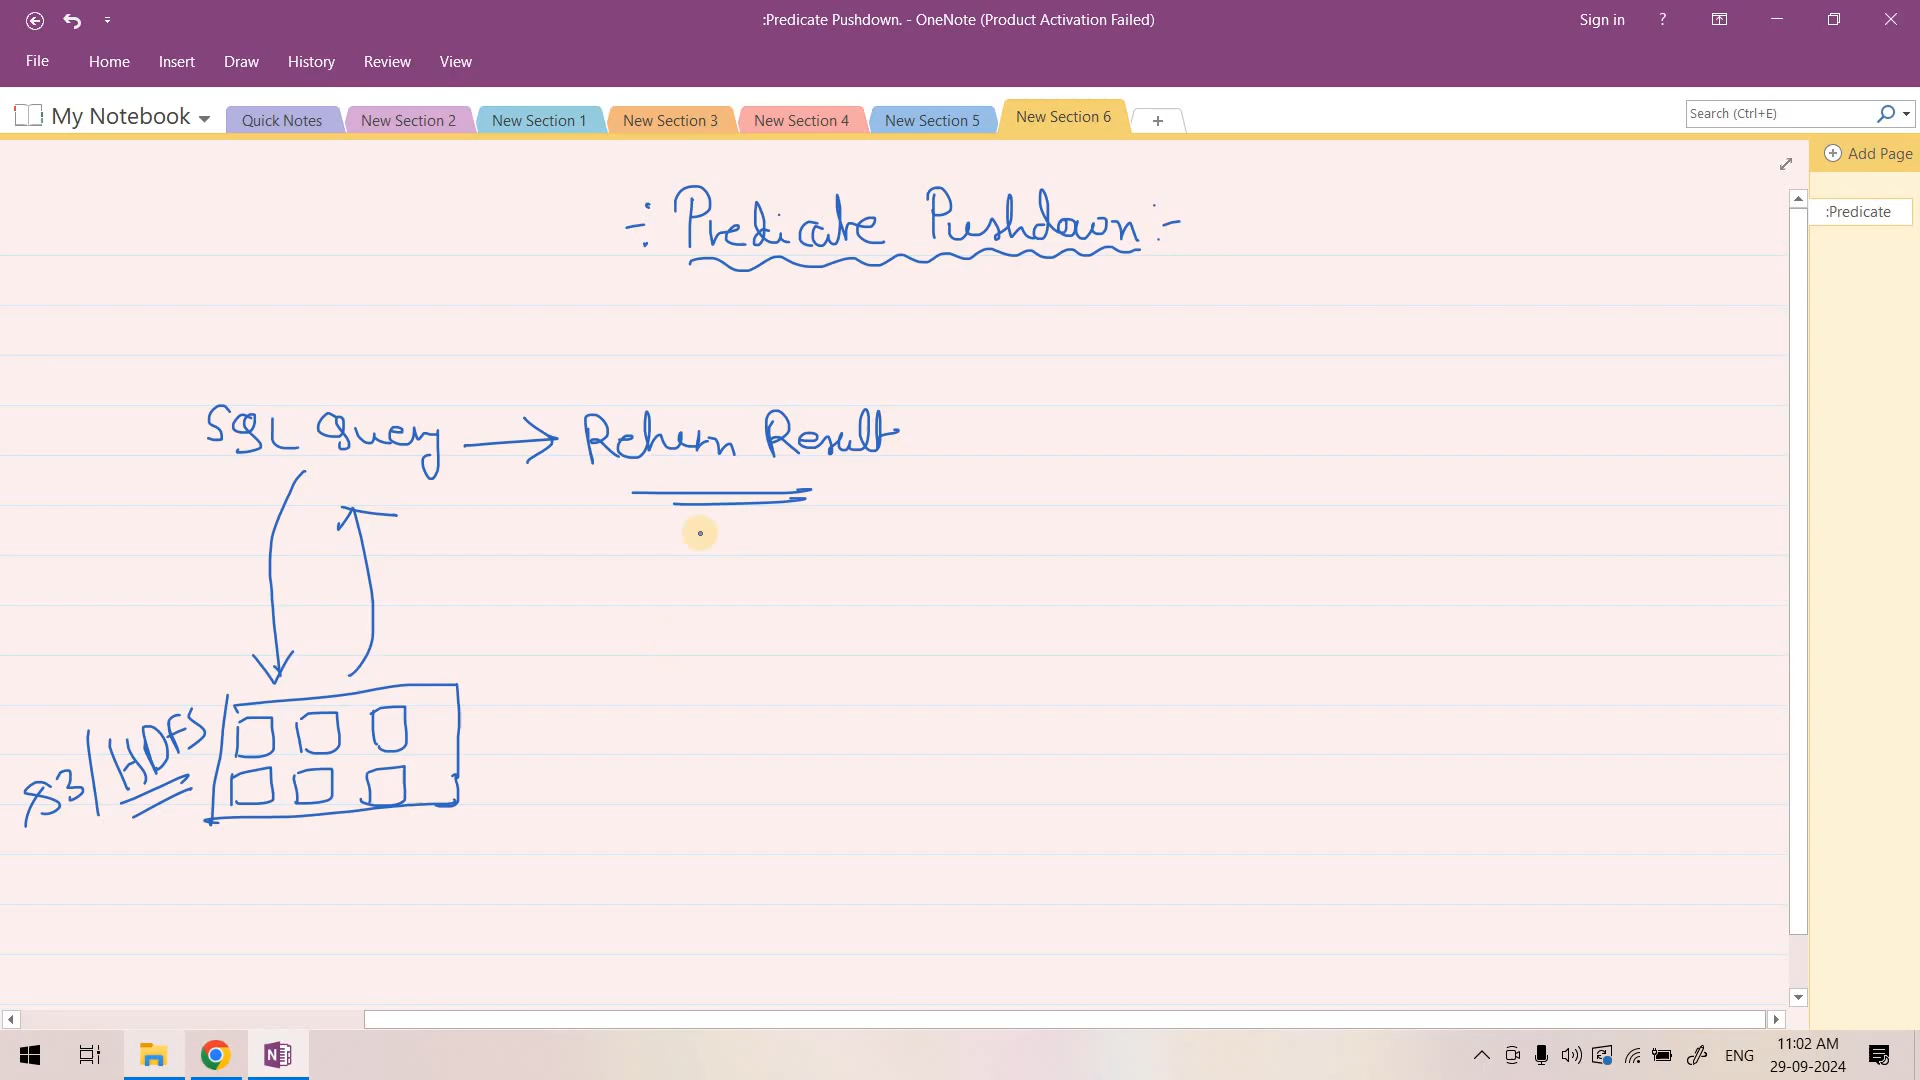 :Predicate Pushdown. - OneNote (Product Activation Failed)
Sign in ?
File Home Insert Draw History Review View
My Notebook Quick Notes New Section 2 New Section 1 New Section 3 New Section 4 New Section 5 New Section 6 +
Search (Ctrl+E)
Add Page
:Predicate
-: Predicate Pushdown :-
SQL Query → Return Result
S3/HDFS
N
ENG
11:02 AM
29-09-2024